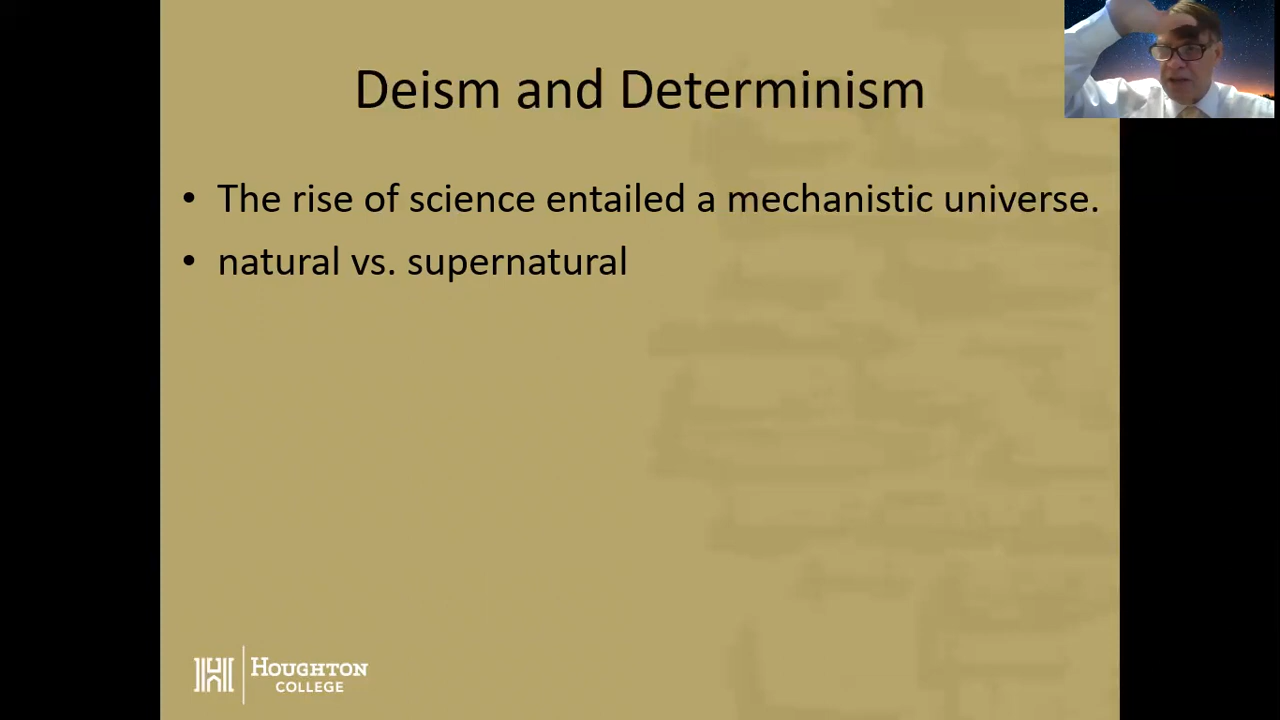 Deism and Determinism
• The rise of science entailed a mechanistic universe.
• natural vs. supernatural
HOUGHTON
COLLEGE